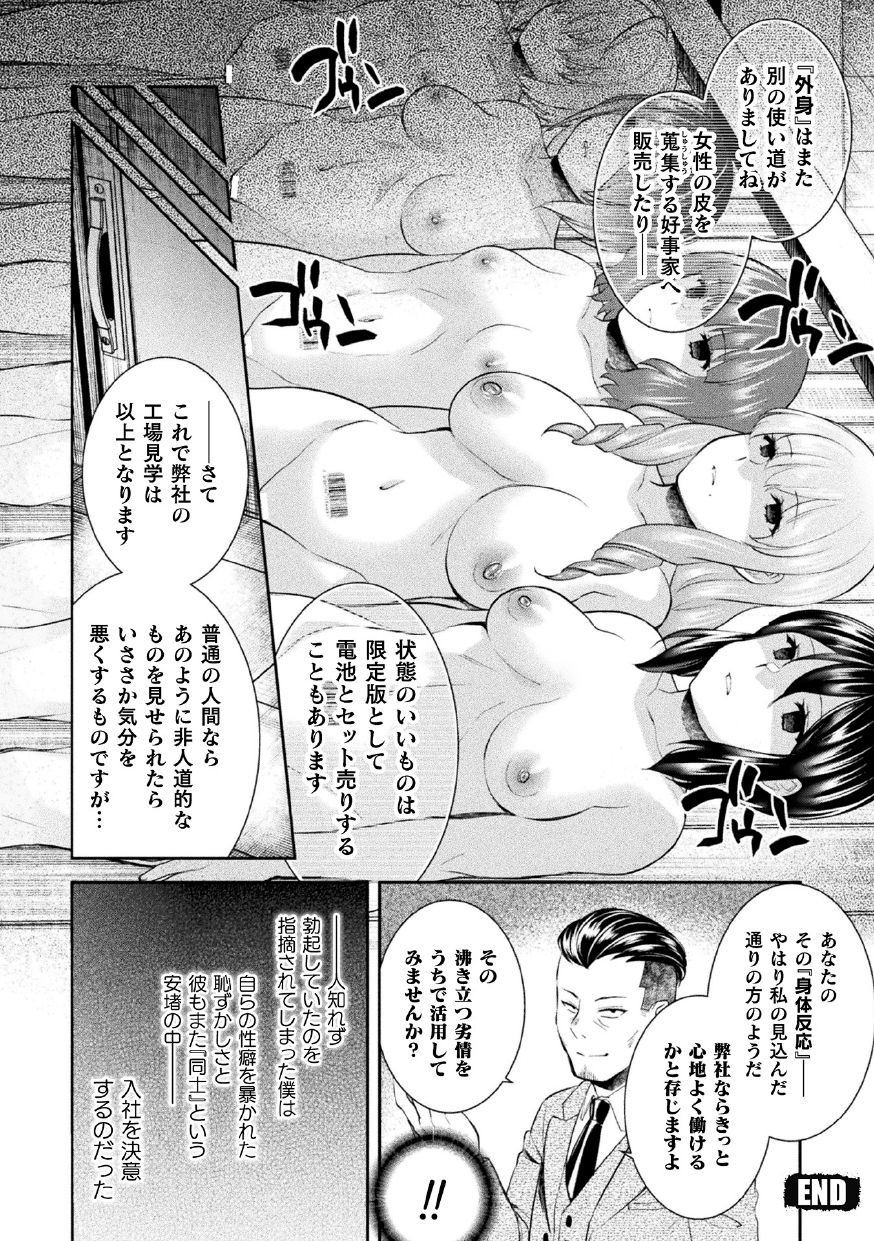 『外身』はまた
別の使い道が
ありましてね
女性の皮を
蒐集する好事家へ
しゅうしゅう
販売したり──
ゴゥン
ゴゥン
ゴゥン
ゴゥン
状態のいいものは
限定版として
電池とセット売りする
こともあります
──さて
これで弊社の
工場見学は
以上となります
普通の人間なら
あのように非人道的な
ものを見せられたら
いささか気分を
悪くするものですが…
あなたの
その『身体反応』──
やはり私の見込んだ
通りの方のようだ
弊社ならきっと
心地よく働ける
かと存じますよ
その
沸き立つ劣情を
うちで活用して
みませんか？
!!
──人知れず
勃起していたのを
指摘されてしまった僕は
自らの性癖を暴かれた
恥ずかしさと
彼もまた『同士』という
安堵の中──
入社を決意
するのだった
END